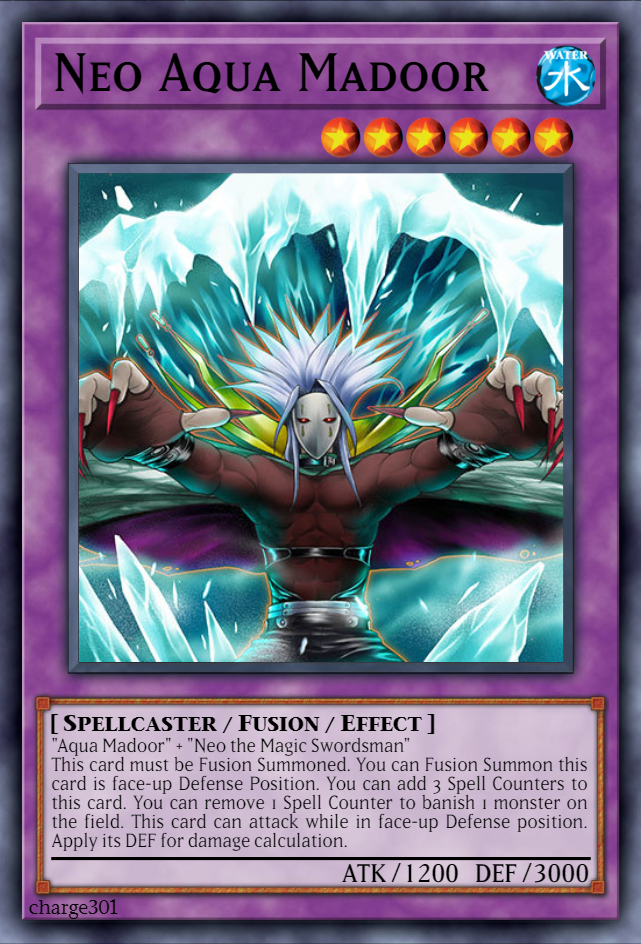 Neo Aqua Madoor
WATER
水
[ Spellcaster / Fusion / Effect ]
"Aqua Madoor" + "Neo the Magic Swordsman"
This card must be Fusion Summoned. You can Fusion Summon this
card is face-up Defense Position. You can add 3 Spell Counters to
this card. You can remove 1 Spell Counter to banish 1 monster on
the field. This card can attack while in face-up Defense position.
Apply its DEF for damage calculation.
ATK/1200 DEF/3000
charge301